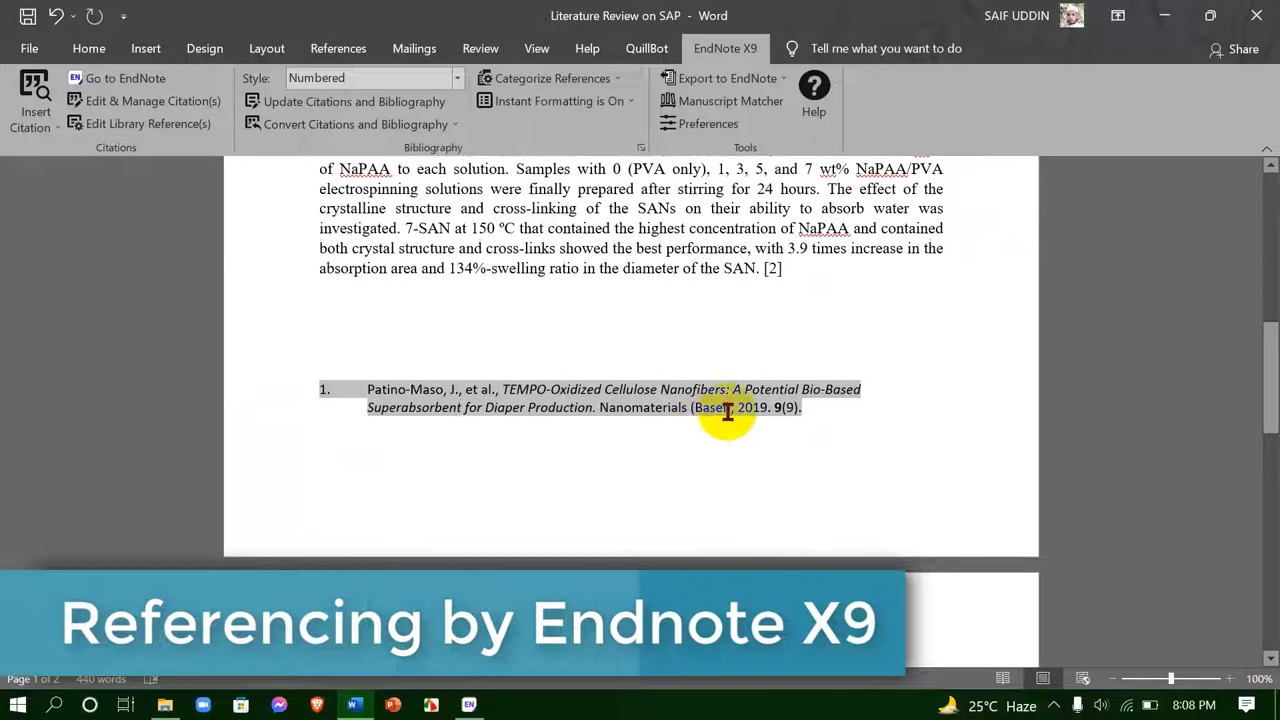 Literature Review on SAP - Word
SAIF UDDIN
File Home Insert Design Layout References Mailings Review View Help QuillBot EndNote X9 Tell me what you want to do Share
Insert Citation
EN Go to EndNote
Edit & Manage Citation(s)
Edit Library Reference(s)
Citations
Style: Numbered
Update Citations and Bibliography
Convert Citations and Bibliography
Bibliography
Categorize References
Instant Formatting is On
Export to EndNote
Manuscript Matcher
Preferences
Help
Tools
of NaPAA to each solution. Samples with 0 (PVA only), 1, 3, 5, and 7 wt% NaPAA/PVA
electrospinning solutions were finally prepared after stirring for 24 hours. The effect of the
crystalline structure and cross-linking of the SANs on their ability to absorb water was
investigated. 7-SAN at 150 ºC that contained the highest concentration of NaPAA and contained
both crystal structure and cross-links showed the best performance, with 3.9 times increase in the
absorption area and 134%-swelling ratio in the diameter of the SAN. [2]
1. Patino-Maso, J., et al., TEMPO-Oxidized Cellulose Nanofibers: A Potential Bio-Based
Superabsorbent for Diaper Production. Nanomaterials 2019. 9(9).
Referencing by Endnote X9
Page 1 of 2 440 words
100%
25°C Haze 8:08 PM